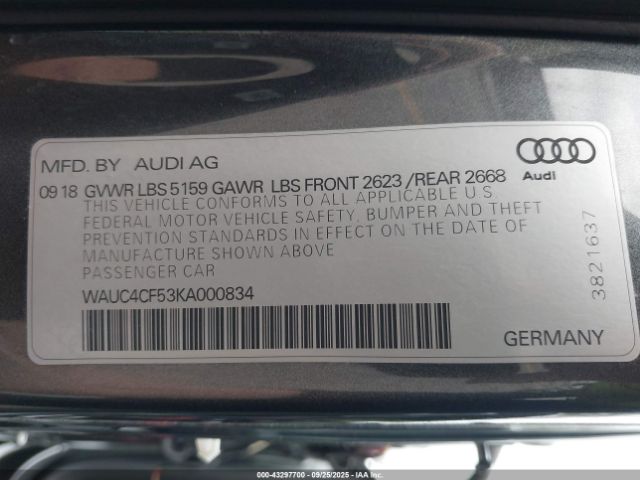 MFD. BY AUDI AG
Audi
09 18 GVWR LBS 5159 GAWR LBS FRONT 2623 /REAR 2668
THIS VEHICLE CONFORMS TO ALL APPLICABLE U.S.
FEDERAL MOTOR VEHICLE SAFETY, BUMPER AND THEFT
PREVENTION STANDARDS IN EFFECT ON THE DATE OF
MANUFACTURE SHOWN ABOVE
PASSENGER CAR
WAUC4CF53KA000834
3821637
GERMANY
000-43297700 - 09/25/2025 - IAA, Inc.